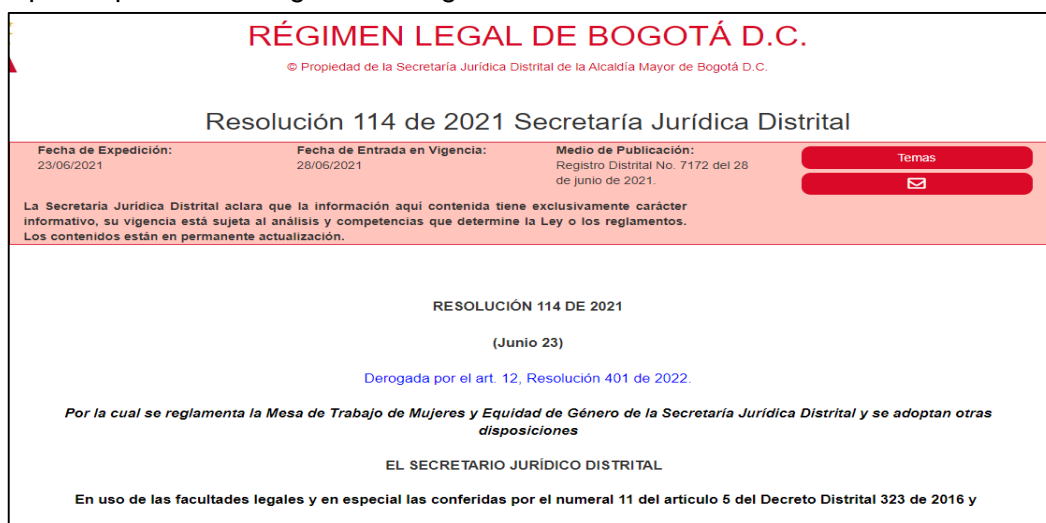 RÉGIMEN LEGAL DE BOGOTÁ D.C.
© Propiedad de la Secretaría Jurídica Distrital de la Alcaldía Mayor de Bogotá D.C.
Resolución 114 de 2021 Secretaría Jurídica Distrital
Fecha de Expedición:
23/06/2021
Fecha de Entrada en Vigencia:
28/06/2021
Medio de Publicación:
Registro Distrital No. 7172 del 28
de junio de 2021.
Temas
La Secretaría Jurídica Distrital aclara que la información aquí contenida tiene exclusivamente carácter
informativo, su vigencia está sujeta al análisis y competencias que determine la Ley o los reglamentos.
Los contenidos están en permanente actualización.
RESOLUCIÓN 114 DE 2021
(Junio 23)
Derogada por el art. 12, Resolución 401 de 2022.
Por la cual se reglamenta la Mesa de Trabajo de Mujeres y Equidad de Género de la Secretaría Jurídica Distrital y se adoptan otras
disposiciones
EL SECRETARIO JURÍDICO DISTRITAL
En uso de las facultades legales y en especial las conferidas por el numeral 11 del artículo 5 del Decreto Distrital 323 de 2016 y